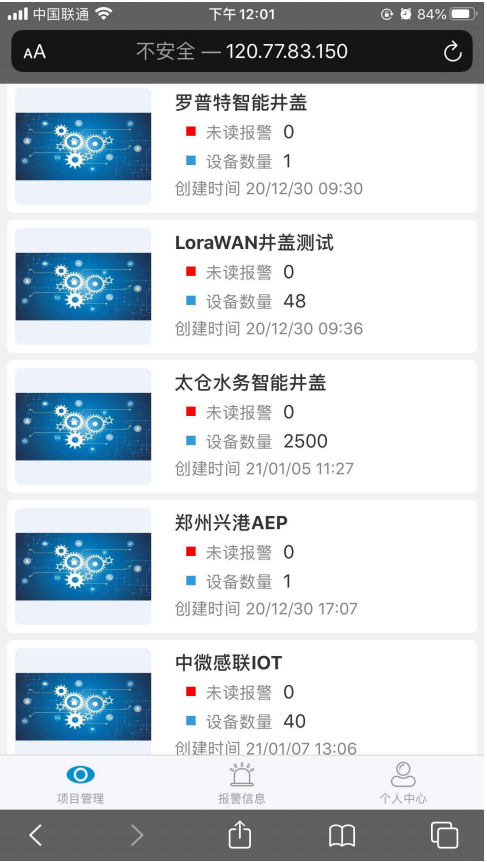 中国联通
下午12:01
84%
AA
不安全 — 120.77.83.150
罗普特智能井盖
未读报警 0
设备数量 1
创建时间 20/12/30 09:30
LoraWAN井盖测试
未读报警 0
设备数量 48
创建时间 20/12/30 09:36
太仓水务智能井盖
未读报警 0
设备数量 2500
创建时间 21/01/05 11:27
郑州兴港AEP
未读报警 0
设备数量 1
创建时间 20/12/30 17:07
中微感联IOT
未读报警 0
设备数量 40
创建时间 21/01/07 13:06
项目管理
报警信息
个人中心